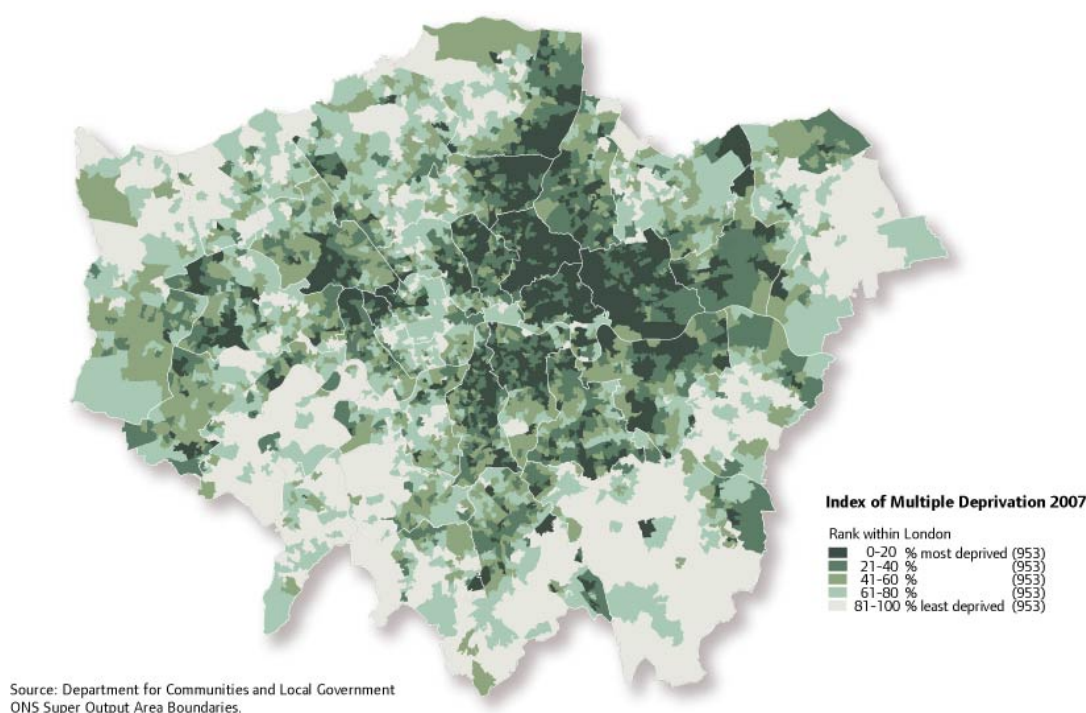 Index of Multiple Deprivation 2007
Rank within London
0-20 % most deprived (953)
21-40 % (953)
41-60 % (953)
61-80 % (953)
81-100 % least deprived (953)
Source: Department for Communities and Local Government
ONS Super Output Area Boundaries.